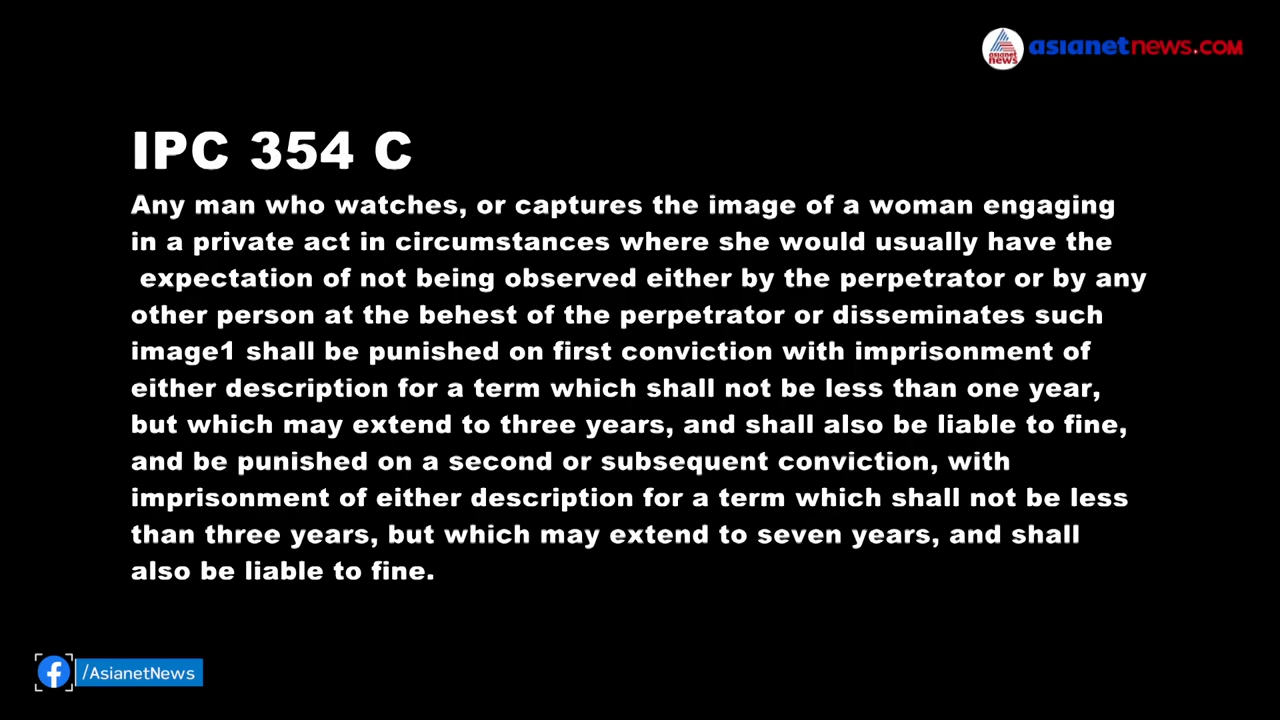 asianet news
asianetnews.com
IPC 354 C
Any man who watches, or captures the image of a woman engaging
in a private act in circumstances where she would usually have the
expectation of not being observed either by the perpetrator or by any
other person at the behest of the perpetrator or disseminates such
image1 shall be punished on first conviction with imprisonment of
either description for a term which shall not be less than one year,
but which may extend to three years, and shall also be liable to fine,
and be punished on a second or subsequent conviction, with
imprisonment of either description for a term which shall not be less
than three years, but which may extend to seven years, and shall
also be liable to fine.
f /AsianetNews